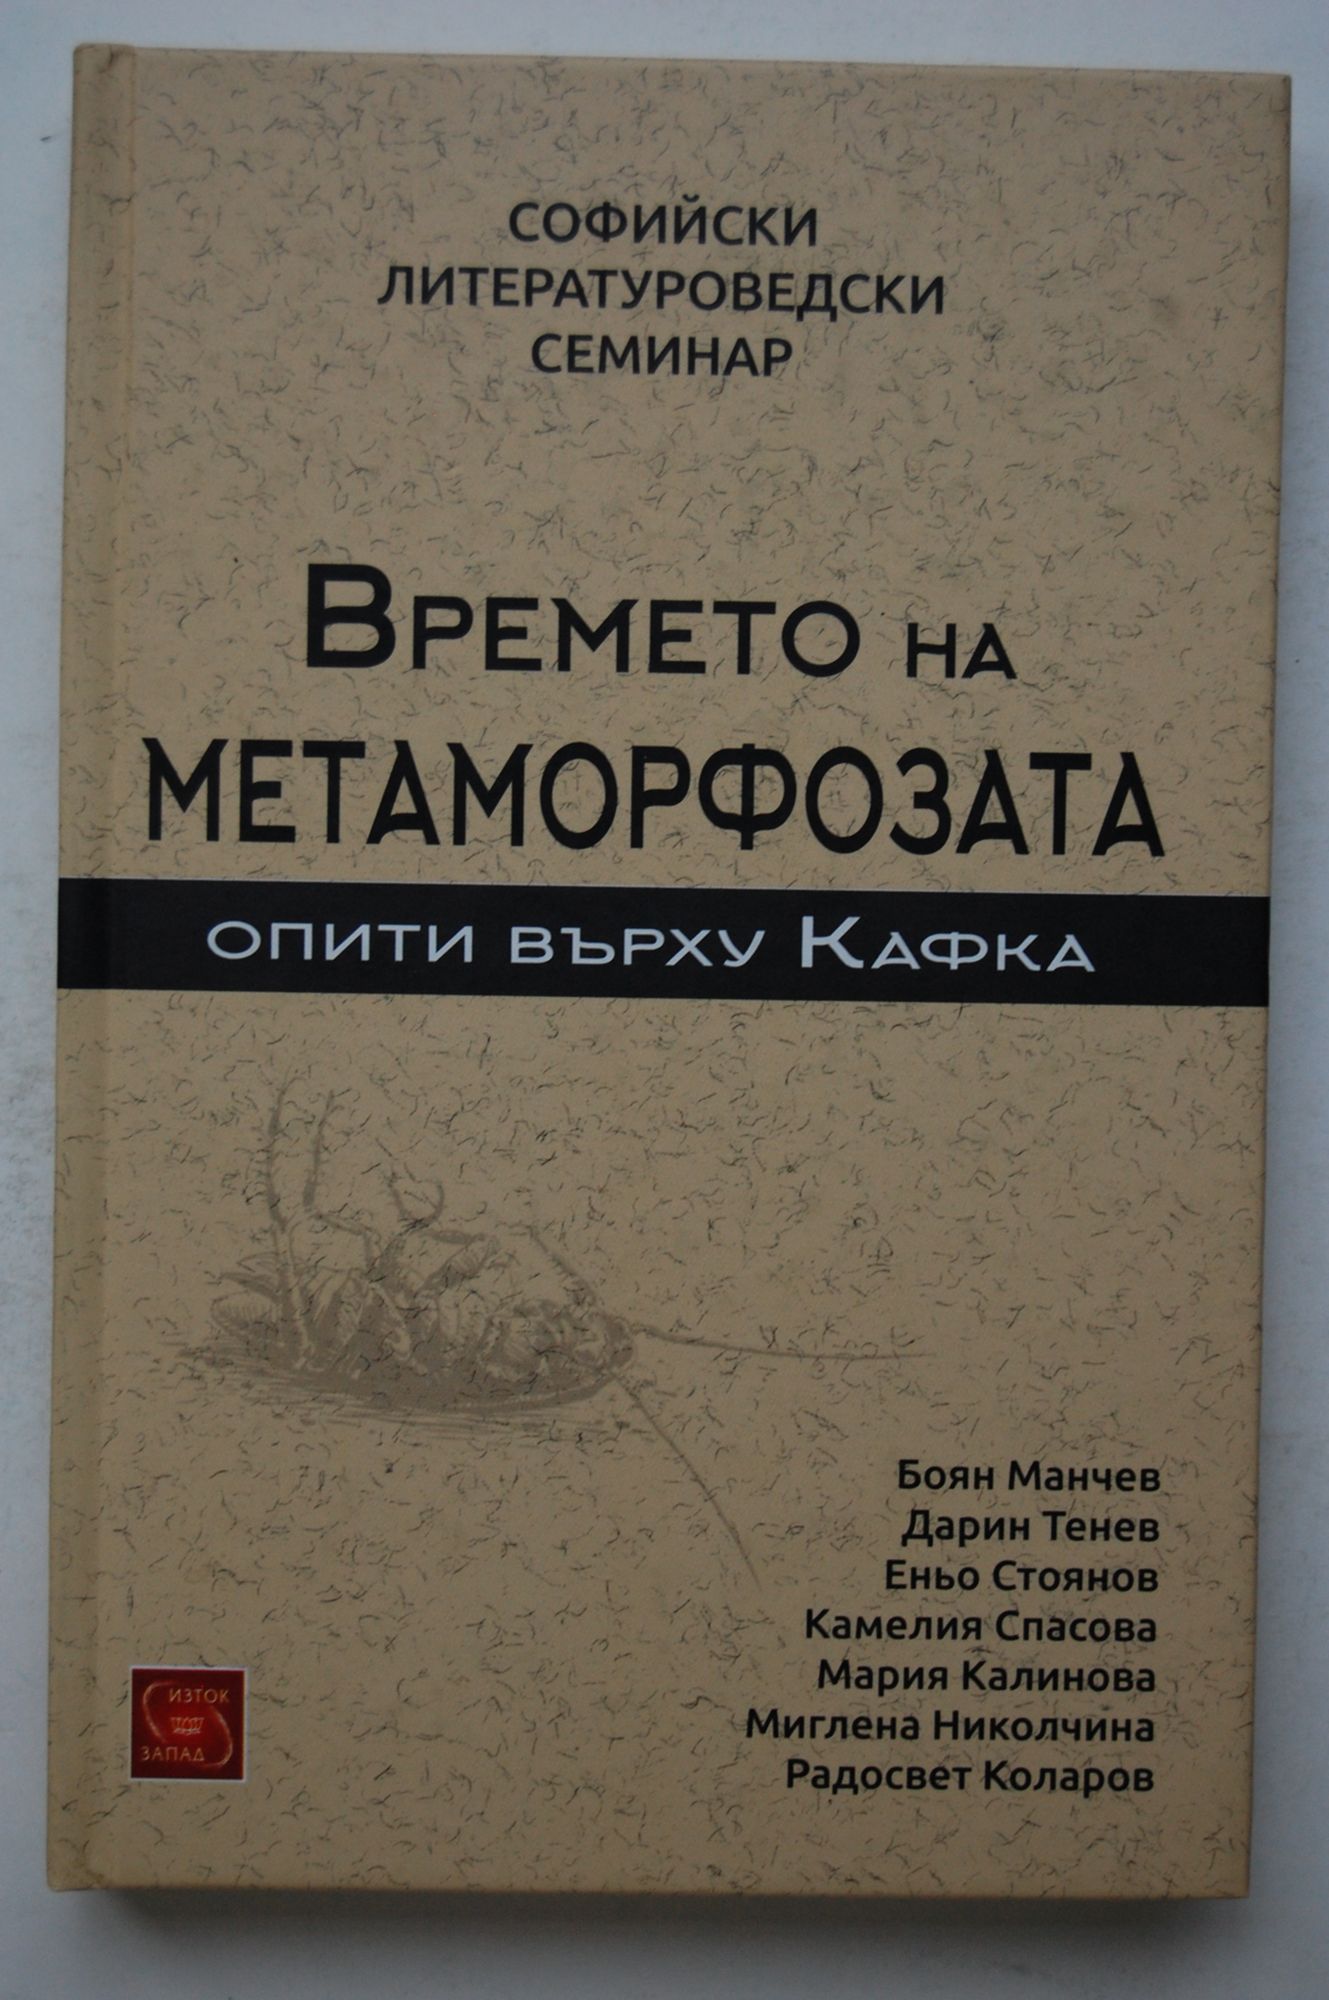 СОФИЙСКИ
ЛИТЕРАТУРОВЕДСКИ
СЕМИНАР
ВРЕМЕТО НА
МЕТАМОРФОЗАТА
ОПИТИ ВЪРХУ КАФКА
Боян Манчев
Дарин Тенев
Еньо Стоянов
Камелия Спасова
Мария Калинова
Миглена Николчина
Радосвет Коларов
ИЗТОК
ЗАПАД